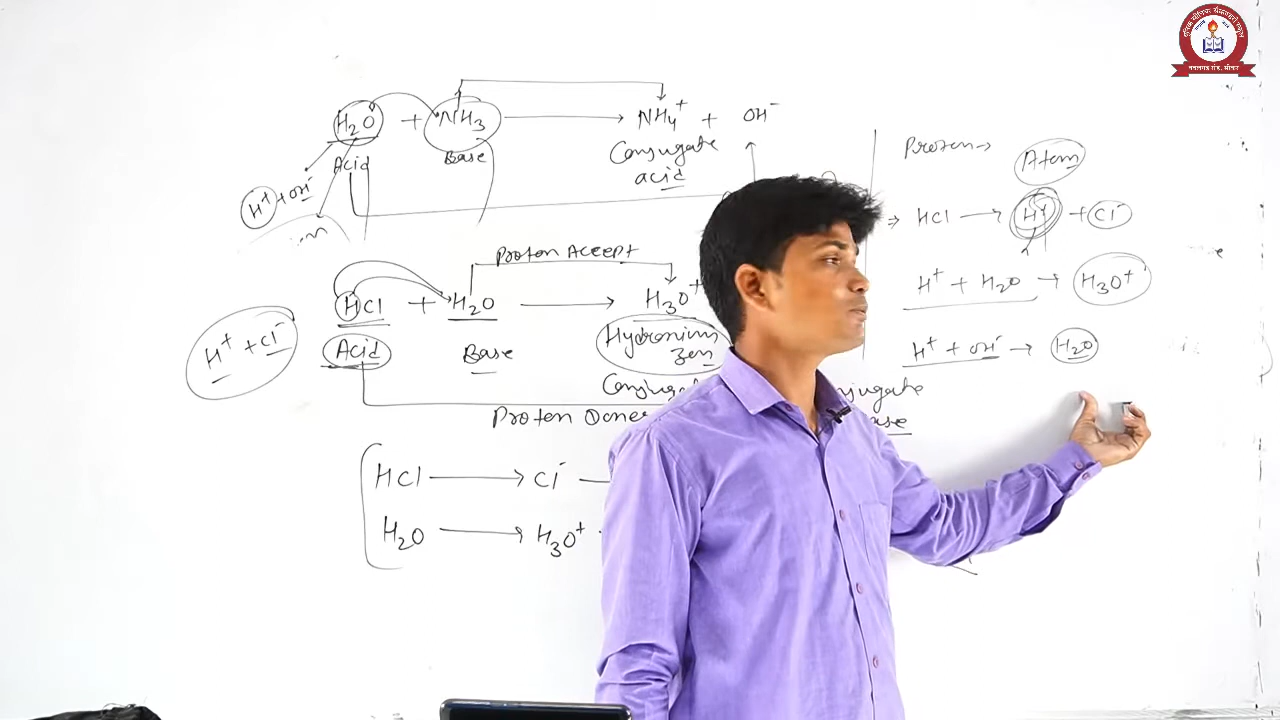 H₂O + NH₃ → NH₄⁺ + OH⁻
Acid Base Conjugate
acid
H⁺ + OH⁻
Proton Accept
HCl + H₂O → H₃O⁺
H⁺ + Cl⁻
Acid Base Hydronium
Conjugate
Proton
HCl → Cl⁻
H₂O → H₃O⁺
Proton →
Atom
→ HCl → H⁺ + Cl⁻
H⁺ + H₂O → H₃O⁺
H⁺ + OH⁻ → H₂O